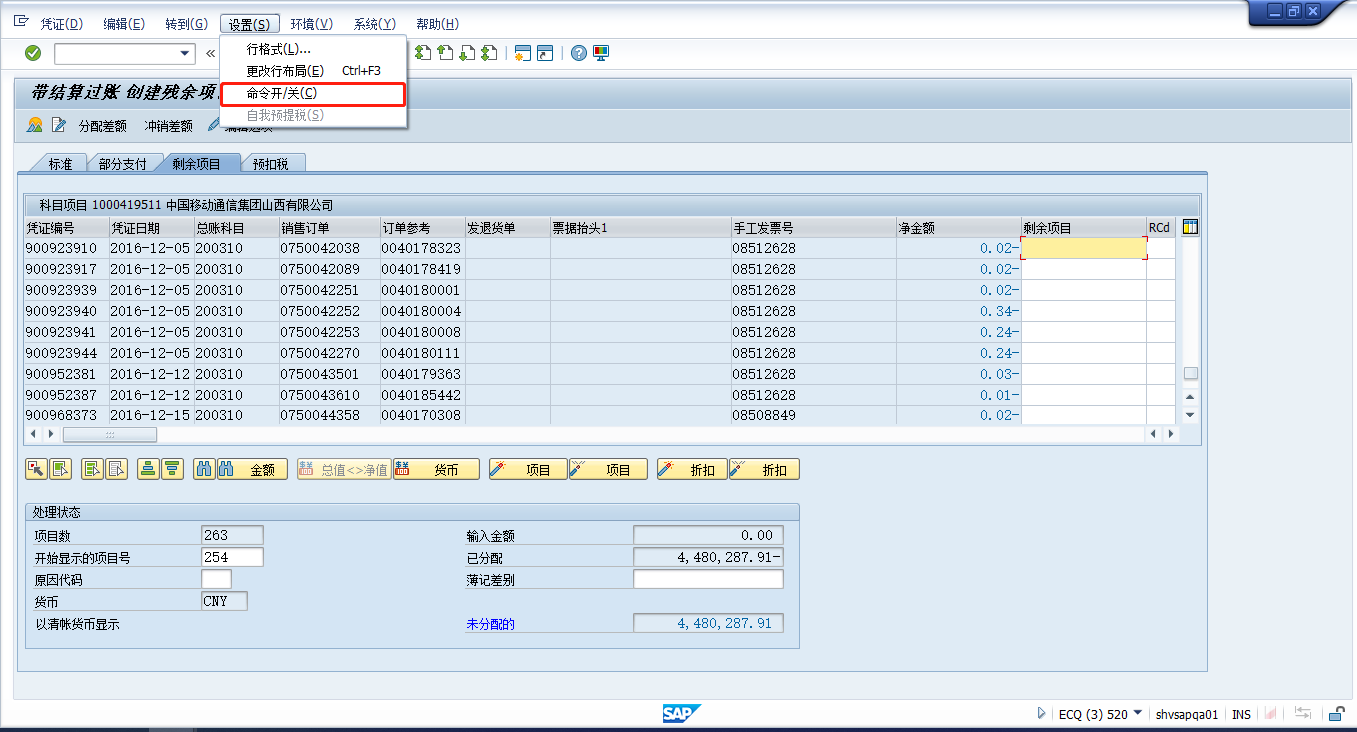 凭证(D) 编辑(E) 转到(G) 设置(S) 环境(V) 系统(Y) 帮助(H)
行格式(L)...
更改行布局(E) Ctrl+F3
命令开/关(C)
自我预提税(S)
带结算过账 创建残余项
分配差额 冲销差额
标准 部分支付 剩余项目 预扣税
科目项目 1000419511 中国移动通信集团山西有限公司
凭证编号 凭证日期 总账科目 销售订单 订单参考 发退货单 票据抬头1 手工发票号 净金额 剩余项目 RCd
900923910 2016-12-05 200310 0750042038 0040178323 08512628 0.02-
900923917 2016-12-05 200310 0750042089 0040178419 08512628 0.02-
900923939 2016-12-05 200310 0750042251 0040180001 08512628 0.02-
900923940 2016-12-05 200310 0750042252 0040180004 08512628 0.34-
900923941 2016-12-05 200310 0750042253 0040180008 08512628 0.24-
900923944 2016-12-05 200310 0750042270 0040180111 08512628 0.24-
900952381 2016-12-12 200310 0750043501 0040179363 08512628 0.03-
900952387 2016-12-12 200310 0750043610 0040185442 08512628 0.01-
900968373 2016-12-15 200310 0750044358 0040170308 08508849 0.02-
金额 总值<>净值 货币 项目 项目 折扣 折扣
处理状态
项目数 263 输入金额 0.00
开始显示的项目号 254 已分配 4,480,287.91-
原因代码 薄记差别
货币 CNY
以清帐货币显示 未分配的 4,480,287.91
SAP ECQ (3) 520 shvsapqa01 INS